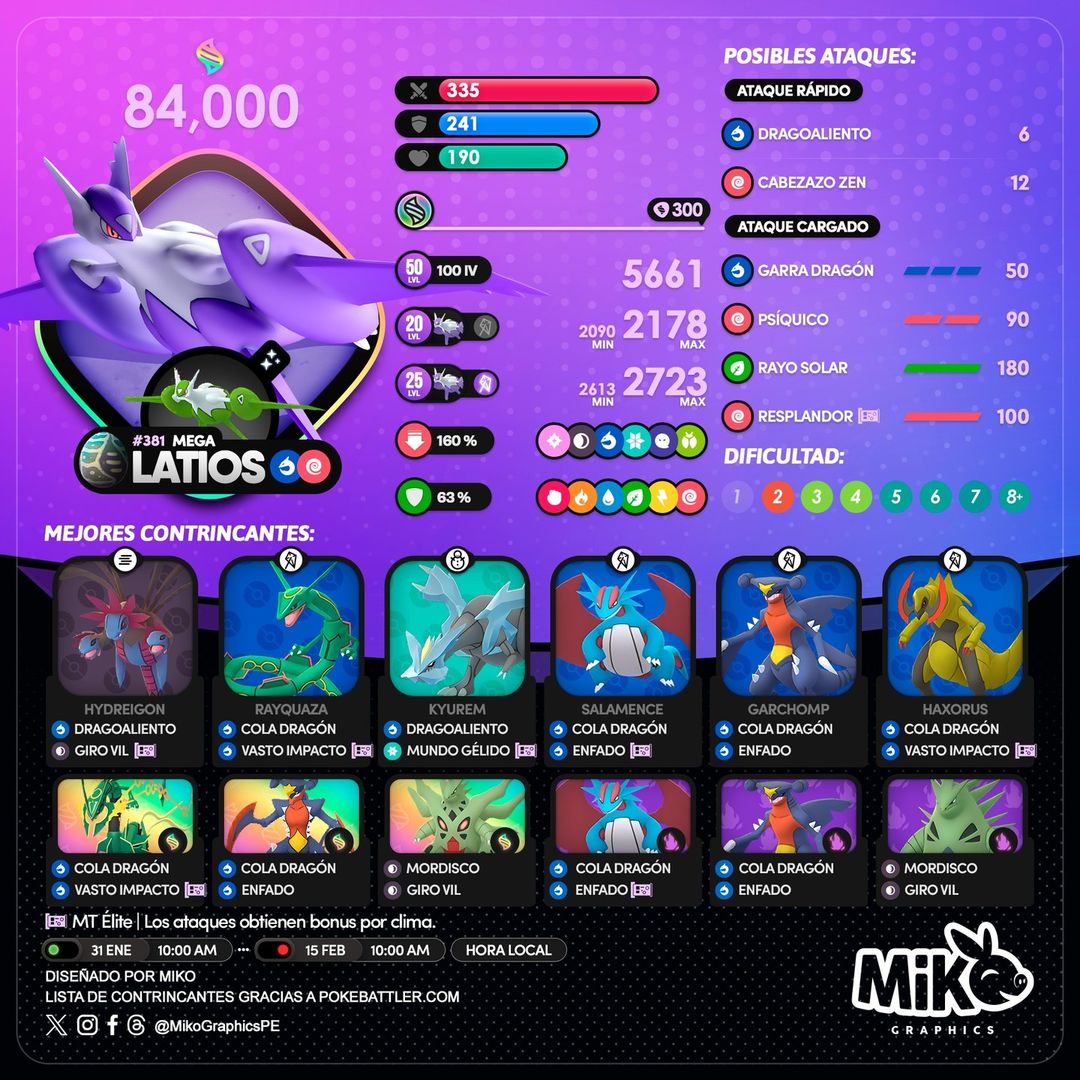 84,000
#381 MEGA
LATIOS
335
241
190
300
50 LVL 100 IV 5661
20 LVL 2090 MIN 2178 MAX
25 LVL 2613 MIN 2723 MAX
160 %
63 %
POSIBLES ATAQUES:
ATAQUE RÁPIDO
DRAGOALIENTO 6
CABEZAZO ZEN 12
ATAQUE CARGADO
GARRA DRAGÓN 50
PSÍQUICO 90
RAYO SOLAR 180
RESPLANDOR 100
DIFICULTAD:
1 2 3 4 5 6 7 8+
MEJORES CONTRINCANTES:
HYDREIGON
DRAGOALIENTO
GIRO VIL
RAYQUAZA
COLA DRAGÓN
VASTO IMPACTO
KYUREM
DRAGOALIENTO
MUNDO GÉLIDO
SALAMENCE
COLA DRAGÓN
ENFADO
GARCHOMP
COLA DRAGÓN
ENFADO
HAXORUS
COLA DRAGÓN
VASTO IMPACTO
COLA DRAGÓN
VASTO IMPACTO
COLA DRAGÓN
ENFADO
MORDISCO
GIRO VIL
COLA DRAGÓN
ENFADO
COLA DRAGÓN
ENFADO
MORDISCO
GIRO VIL
MT Élite | Los ataques obtienen bonus por clima.
31 ENE 10:00 AM ••• 15 FEB 10:00 AM HORA LOCAL
DISEÑADO POR MIKO
LISTA DE CONTRINCANTES GRACIAS A POKEBATTLER.COM
@MikoGraphicsPE
MiKO
GRAPHICS